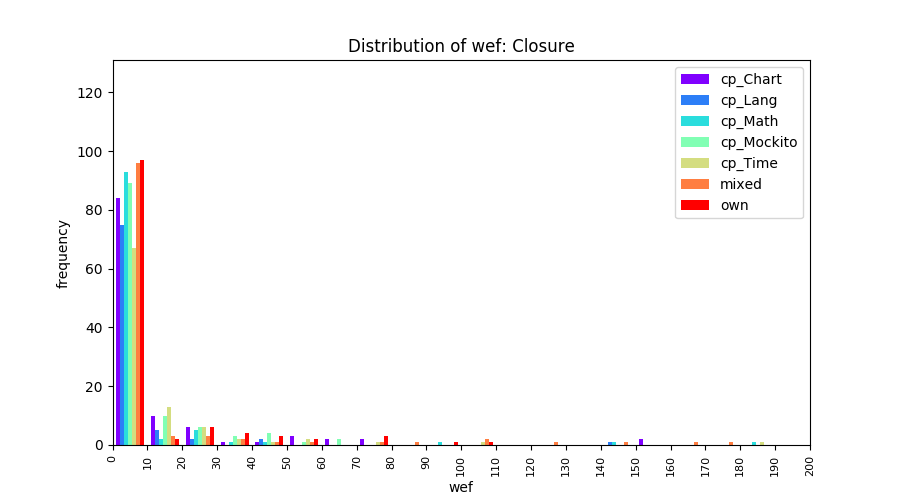 Distribution of wef: Closure
frequency
120
100
80
60
40
20
0
cp_Chart
cp_Lang
cp_Math
cp_Mockito
cp_Time
mixed
own
0 10 20 30 40 50 60 70 80 90 100 110 120 130 140 150 160 170 180 190 200
wef